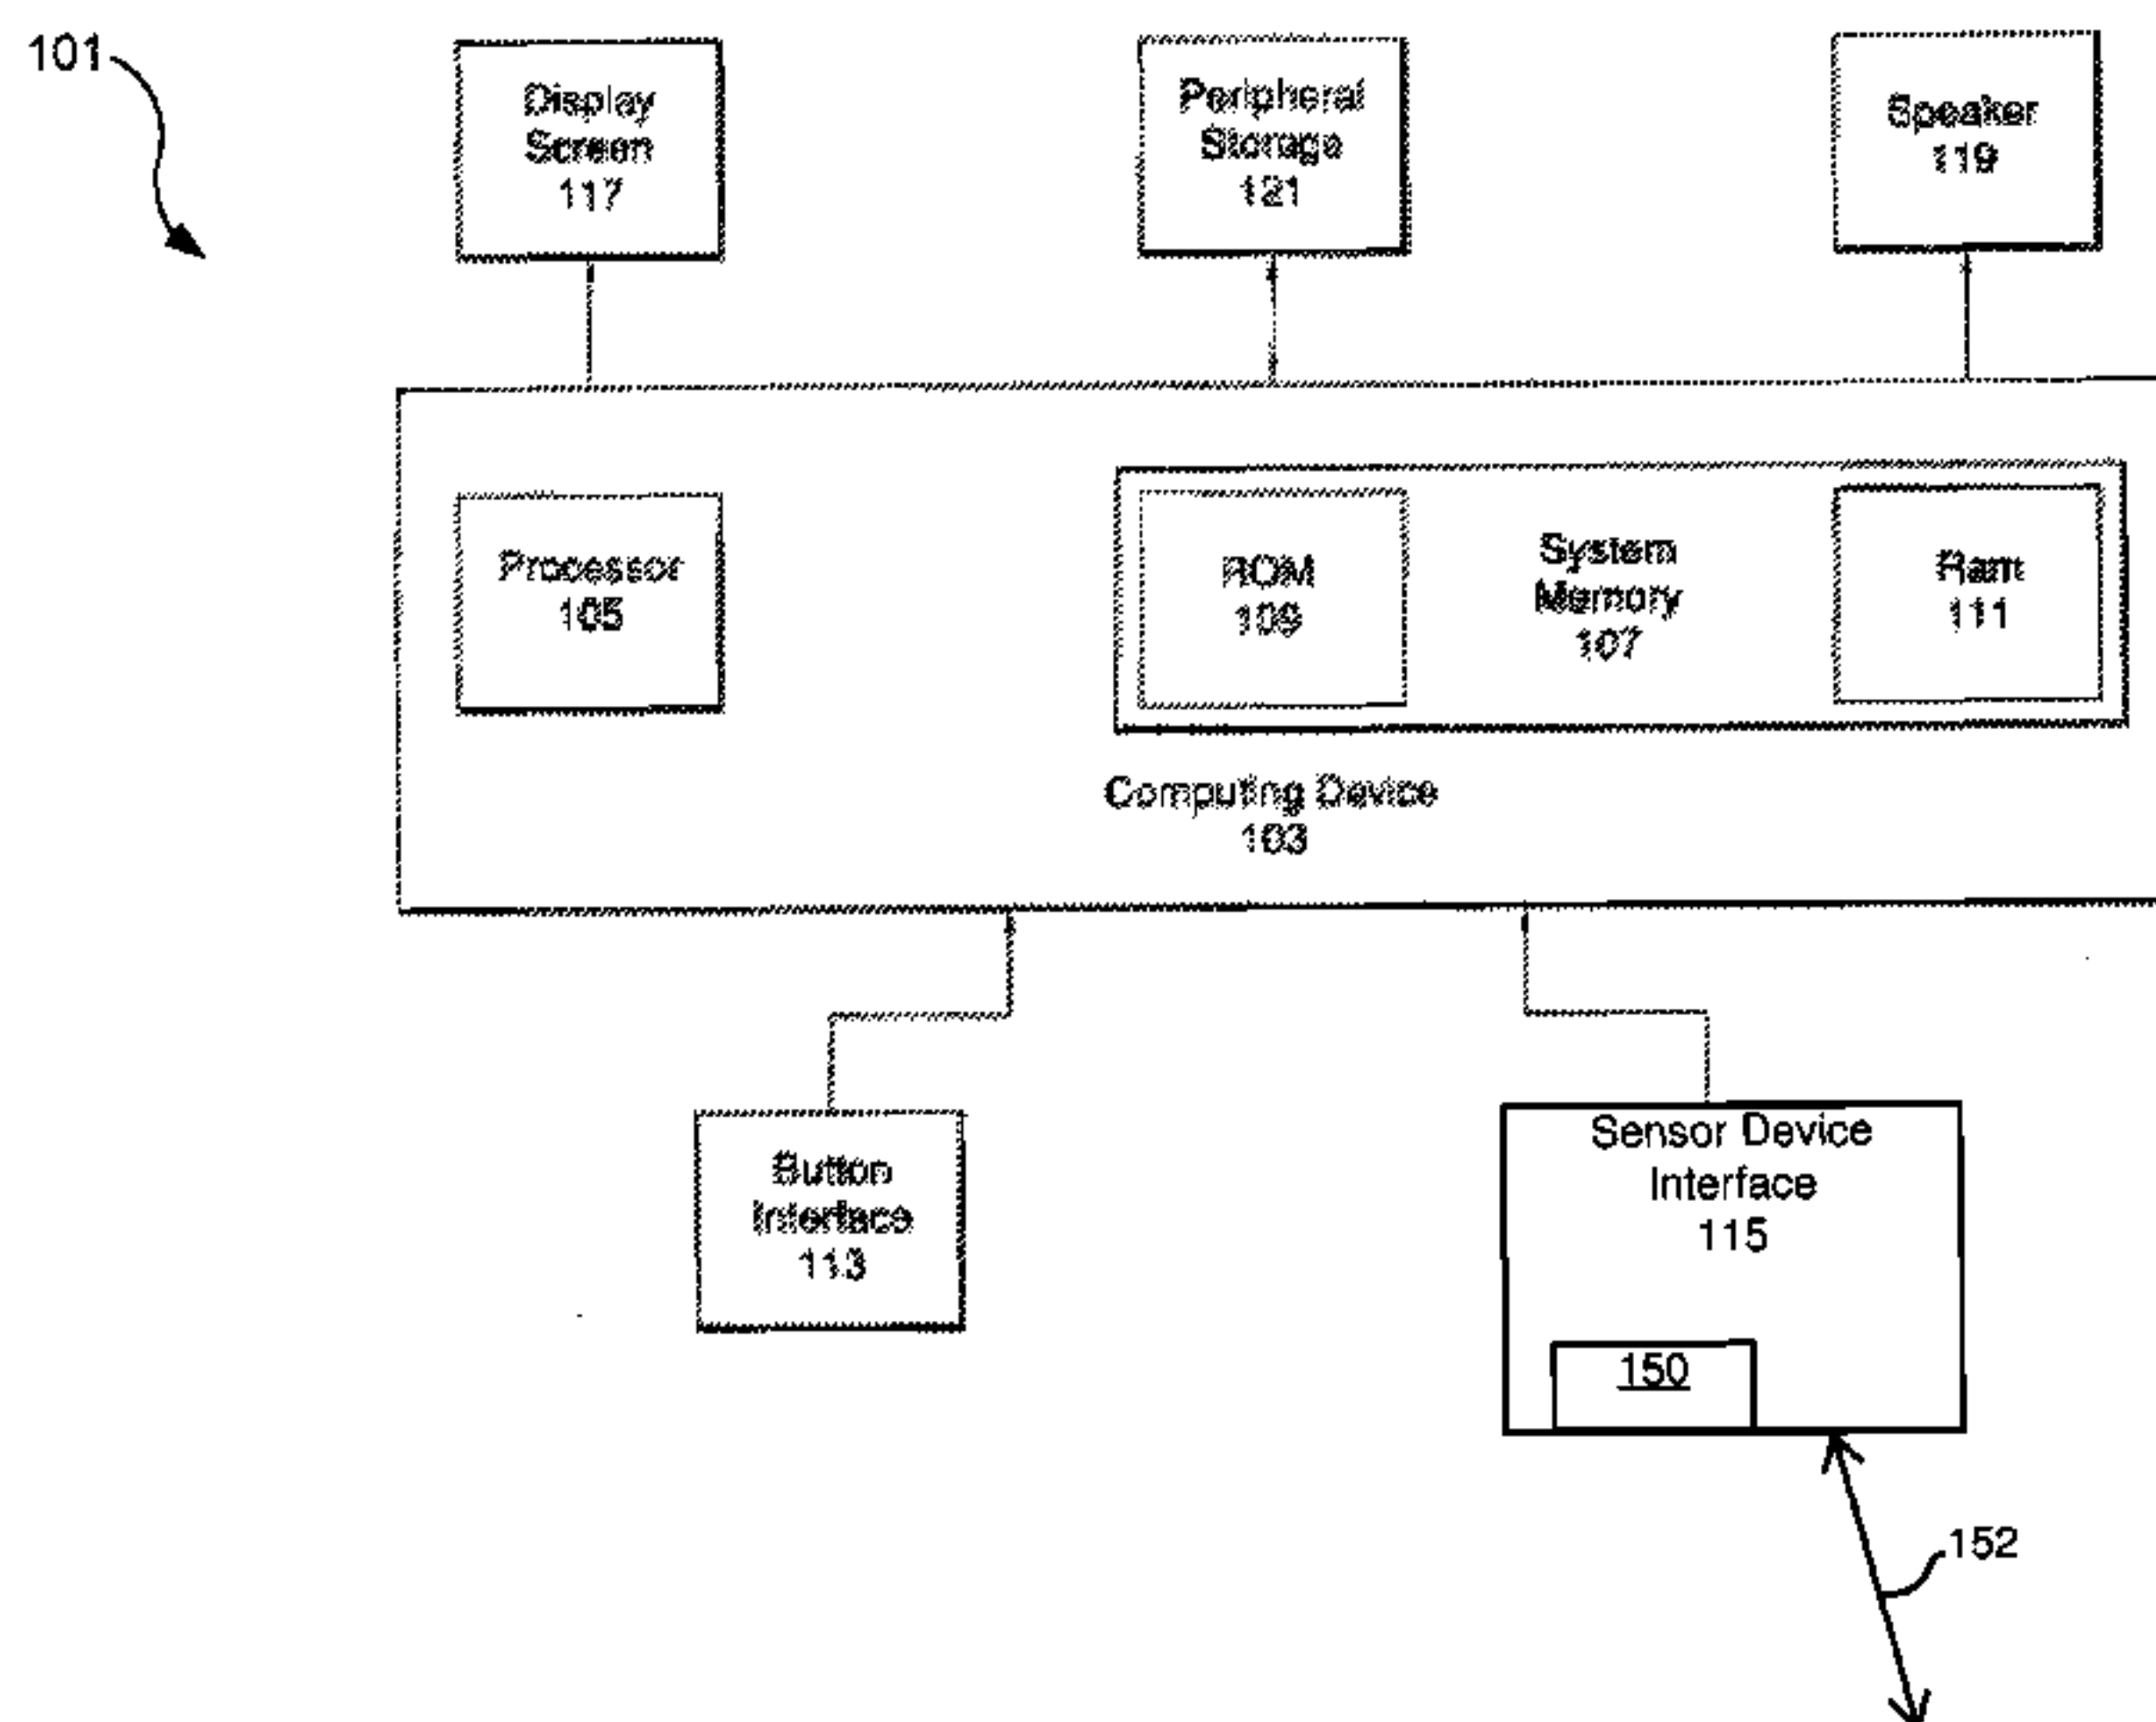 101
Display
Screen
117
Peripheral
Storage
121
Speaker
119
Processor
105
ROM
109
System
Memory
107
Ram
111
Computing Device
103
Button
Interface
113
Sensor Device
Interface
115
150
152